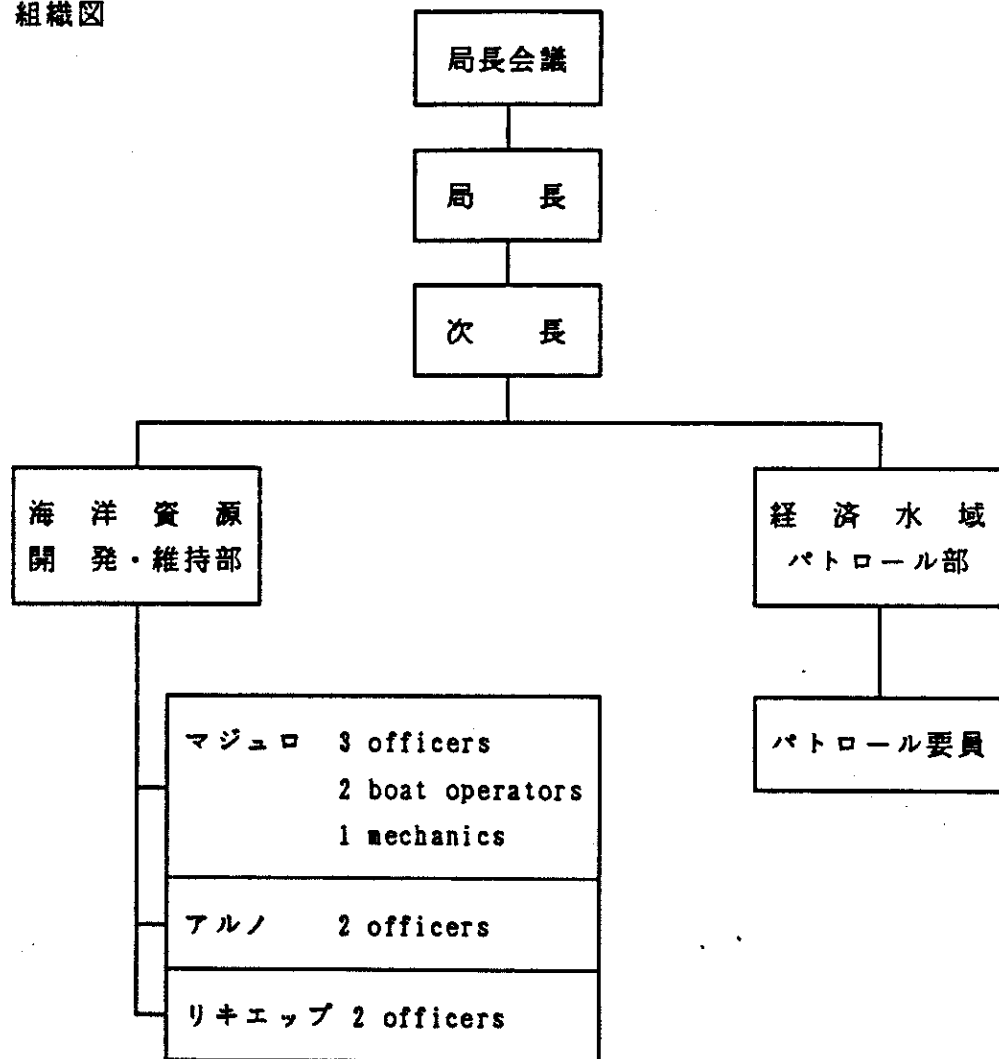 組織図
局長会議
局　長
次　長
海洋資源
開発・維持部
経済水域
パトロール部
マジュロ 3 officers
2 boat operators
1 mechanics
パトロール要員
アルノ 2 officers
リキエップ 2 officers